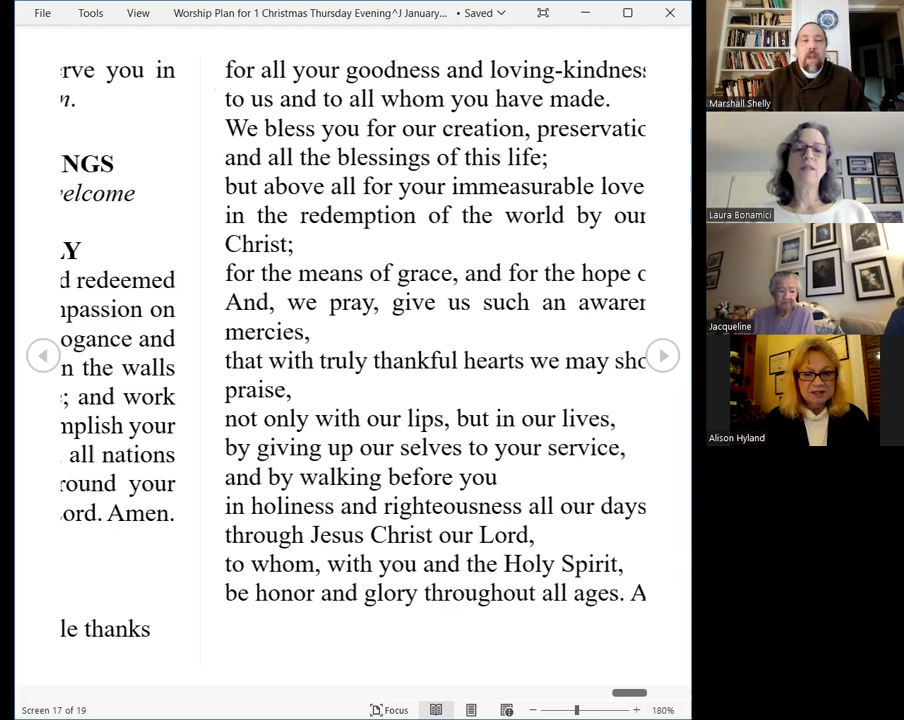 File Tools View Worship Plan for 1 Christmas Thursday Evening^J January... • Saved
erve you in
n.
NGS
elcome
LY
d redeemed
passion on
ogance and
n the walls
; and work
mplish your
all nations
round your
ord. Amen.
le thanks
for all your goodness and loving-kindness
to us and to all whom you have made.
We bless you for our creation, preservatio
and all the blessings of this life;
but above all for your immeasurable love
in the redemption of the world by our
Christ;
for the means of grace, and for the hope o
And, we pray, give us such an awaren
mercies,
that with truly thankful hearts we may sho
praise,
not only with our lips, but in our lives,
by giving up our selves to your service,
and by walking before you
in holiness and righteousness all our days
through Jesus Christ our Lord,
to whom, with you and the Holy Spirit,
be honor and glory throughout all ages. A
Screen 17 of 19 Focus 180%
Marshall Shelly
Laura Bonamici
Jacqueline
Alison Hyland